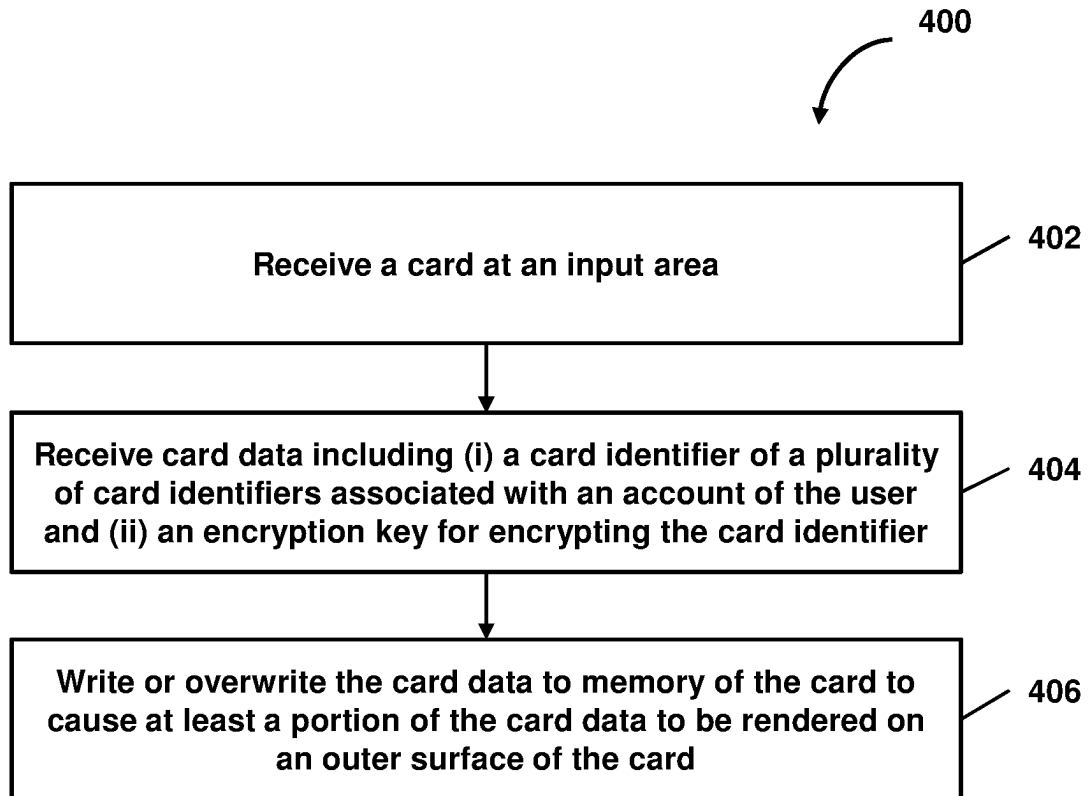 400
Receive a card at an input area
402
Receive card data including (i) a card identifier of a plurality
of card identifiers associated with an account of the user
and (ii) an encryption key for encrypting the card identifier
404
Write or overwrite the card data to memory of the card to
cause at least a portion of the card data to be rendered on
an outer surface of the card
406